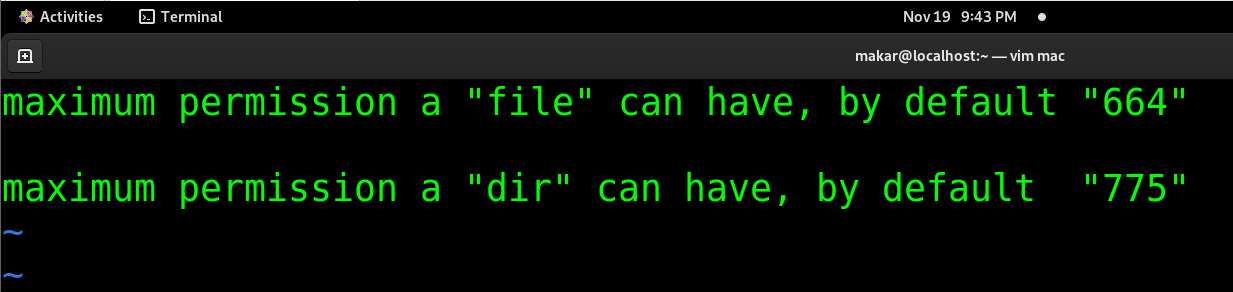 Activities Terminal Nov 19 9:43 PM
makar@localhost:~ — vim mac
maximum permission a "file" can have, by default "664"
maximum permission a "dir" can have, by default  "775"
~
~